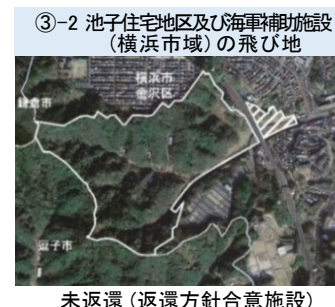 ③-2 池子住宅地区及び海軍補助施設
(横浜市域)の飛び地
横浜市
金沢区
鎌倉市
逗子市
未返還(返還方針合意施設)